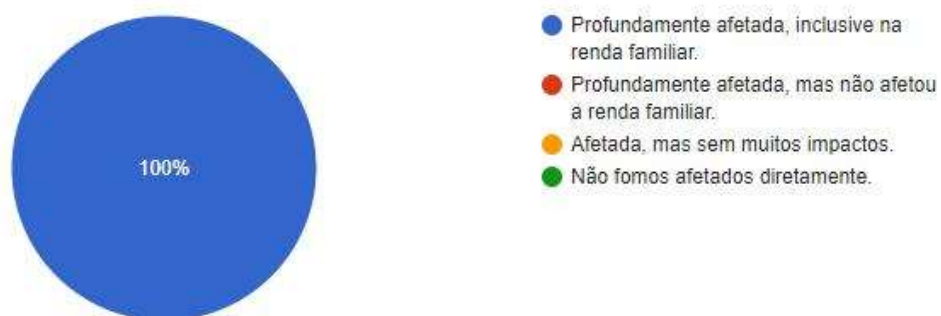 100%
Profundamente afetada, inclusive na
renda familiar.
Profundamente afetada, mas não afetou
a renda familiar.
Afetada, mas sem muitos impactos.
Não fomos afetados diretamente.